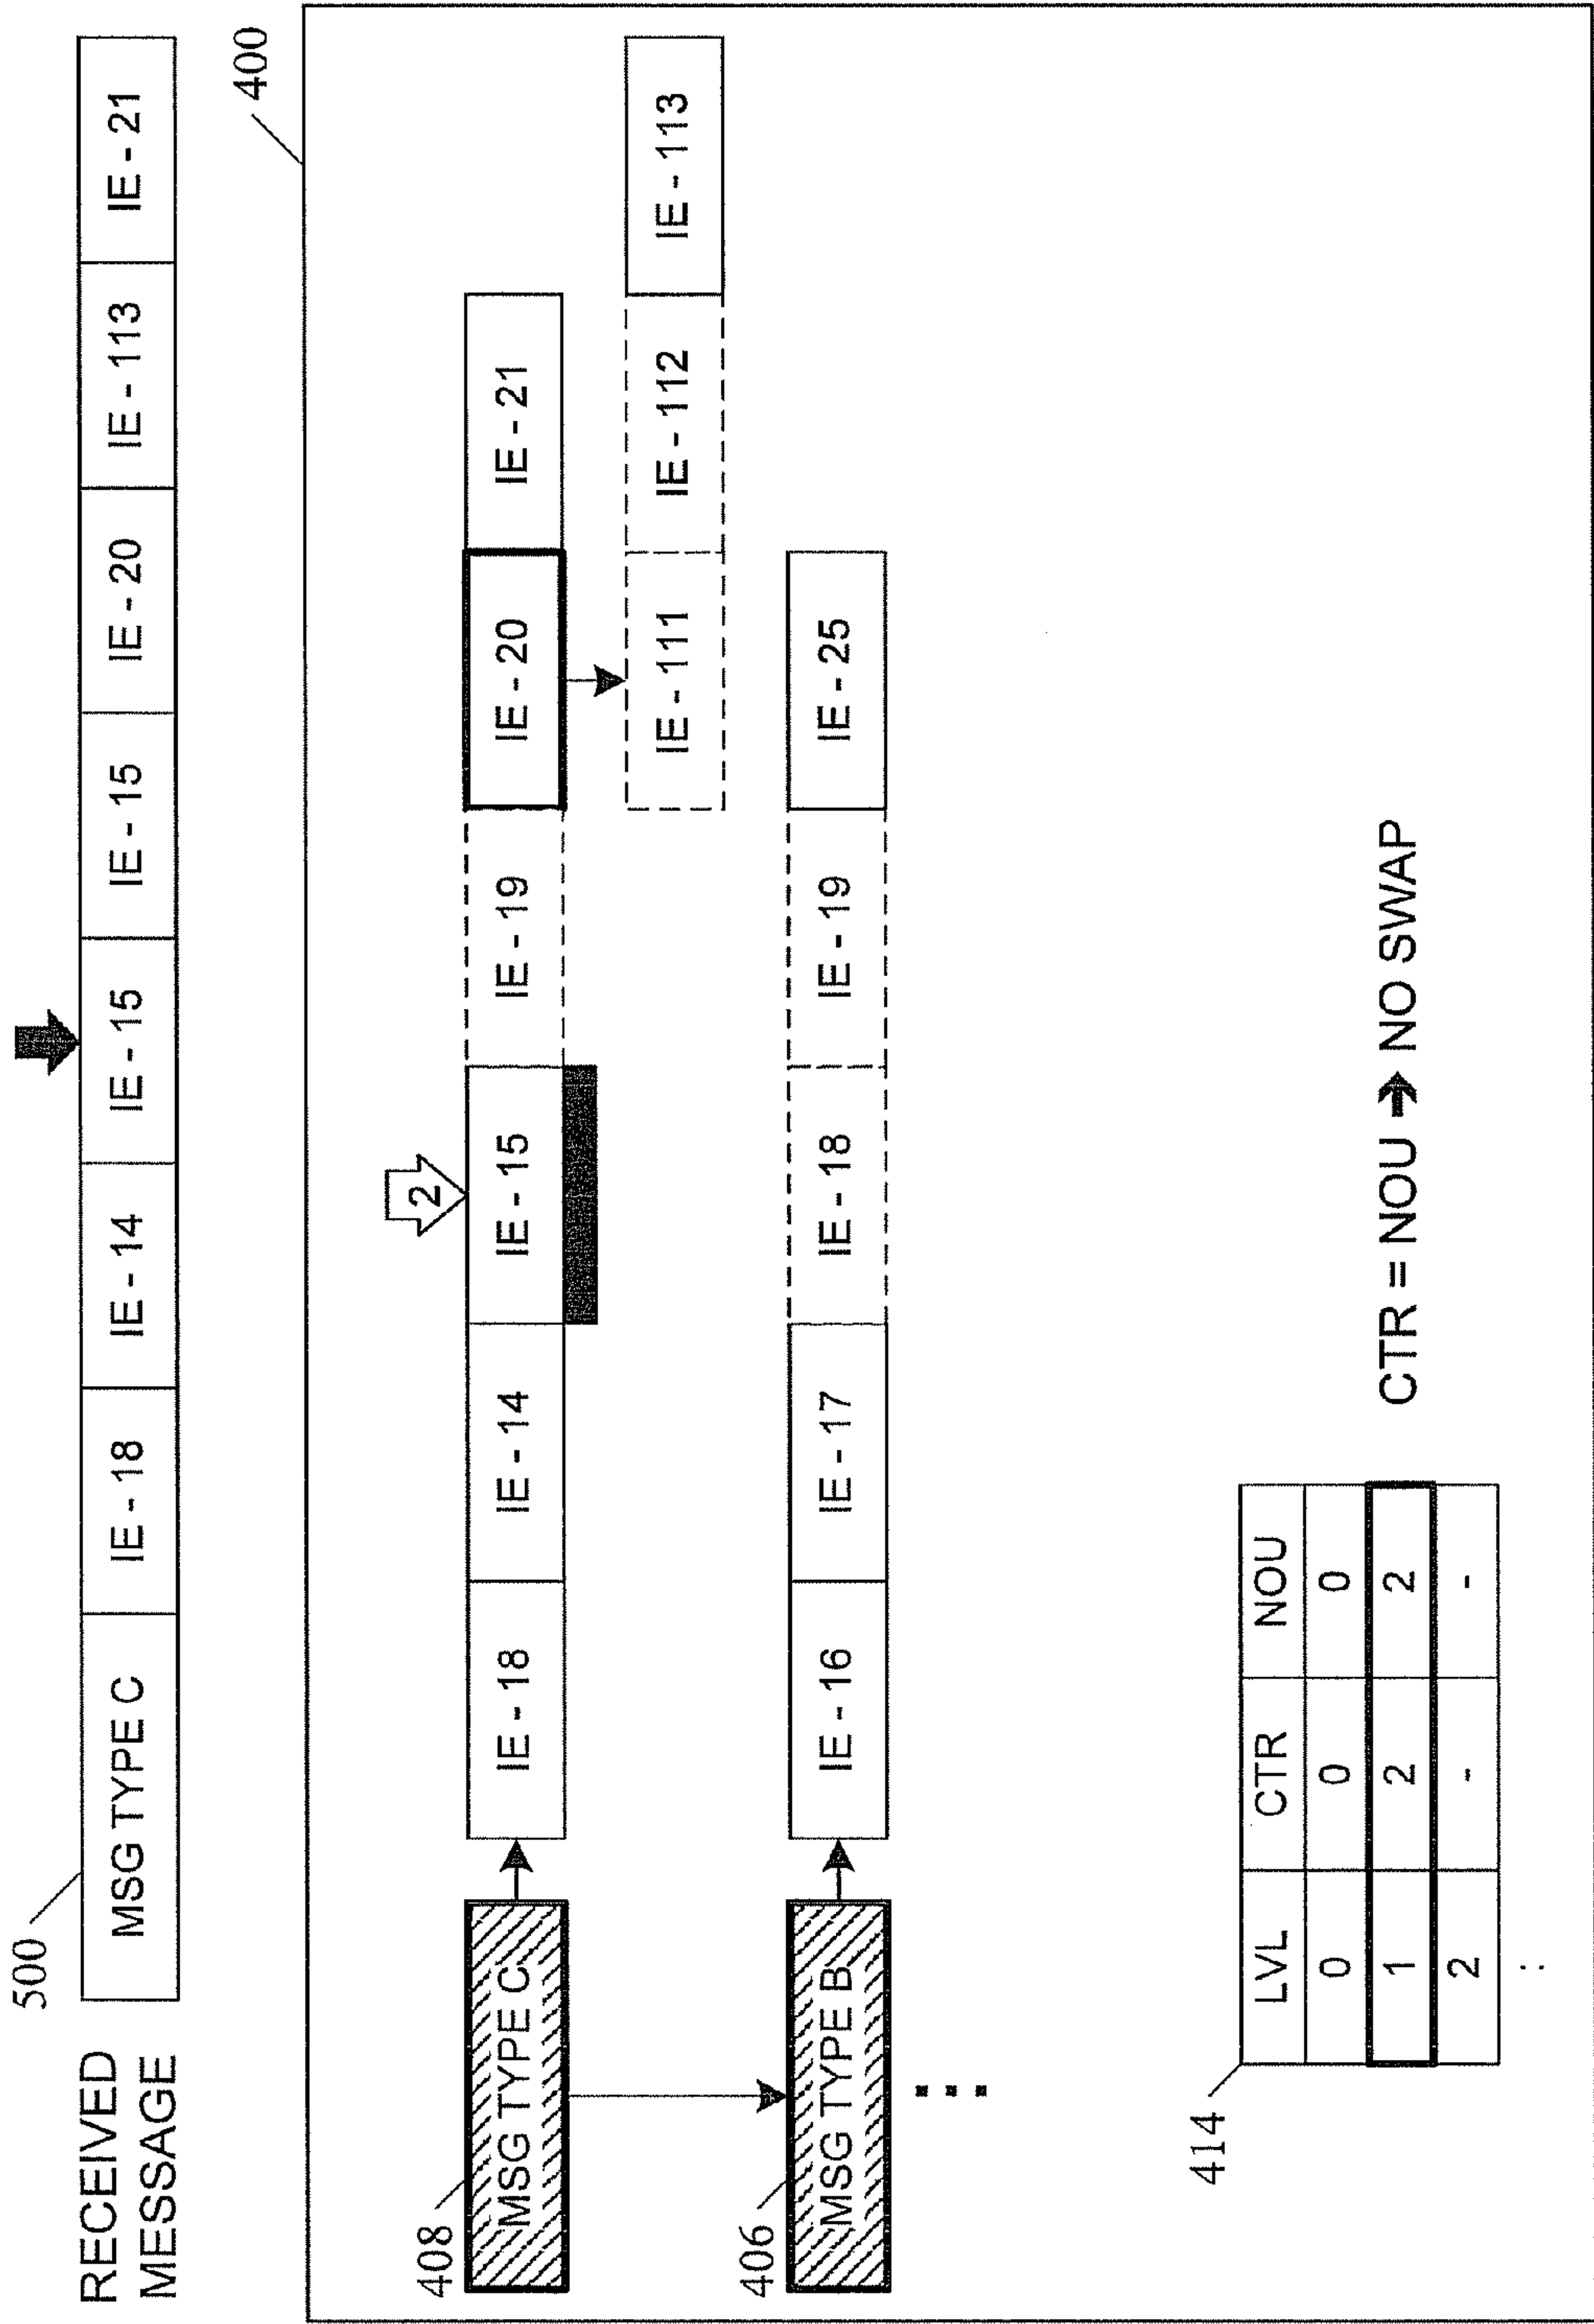 500
RECEIVED
MESSAGE
MSG TYPE C IE - 18 IE - 14 IE - 15 IE - 15 IE - 20 IE - 113 IE - 21
400
2
408
MSG TYPE C IE - 18 IE - 14 IE - 15 IE - 19 IE - 20 IE - 21
IE - 111 IE - 112 IE - 113
406
MSG TYPE B IE - 16 IE - 17 IE - 18 IE - 19 IE - 25
414
LVL CTR NOU
0 0 0
1 2 2
2 - -
CTR = NOU ➔ NO SWAP